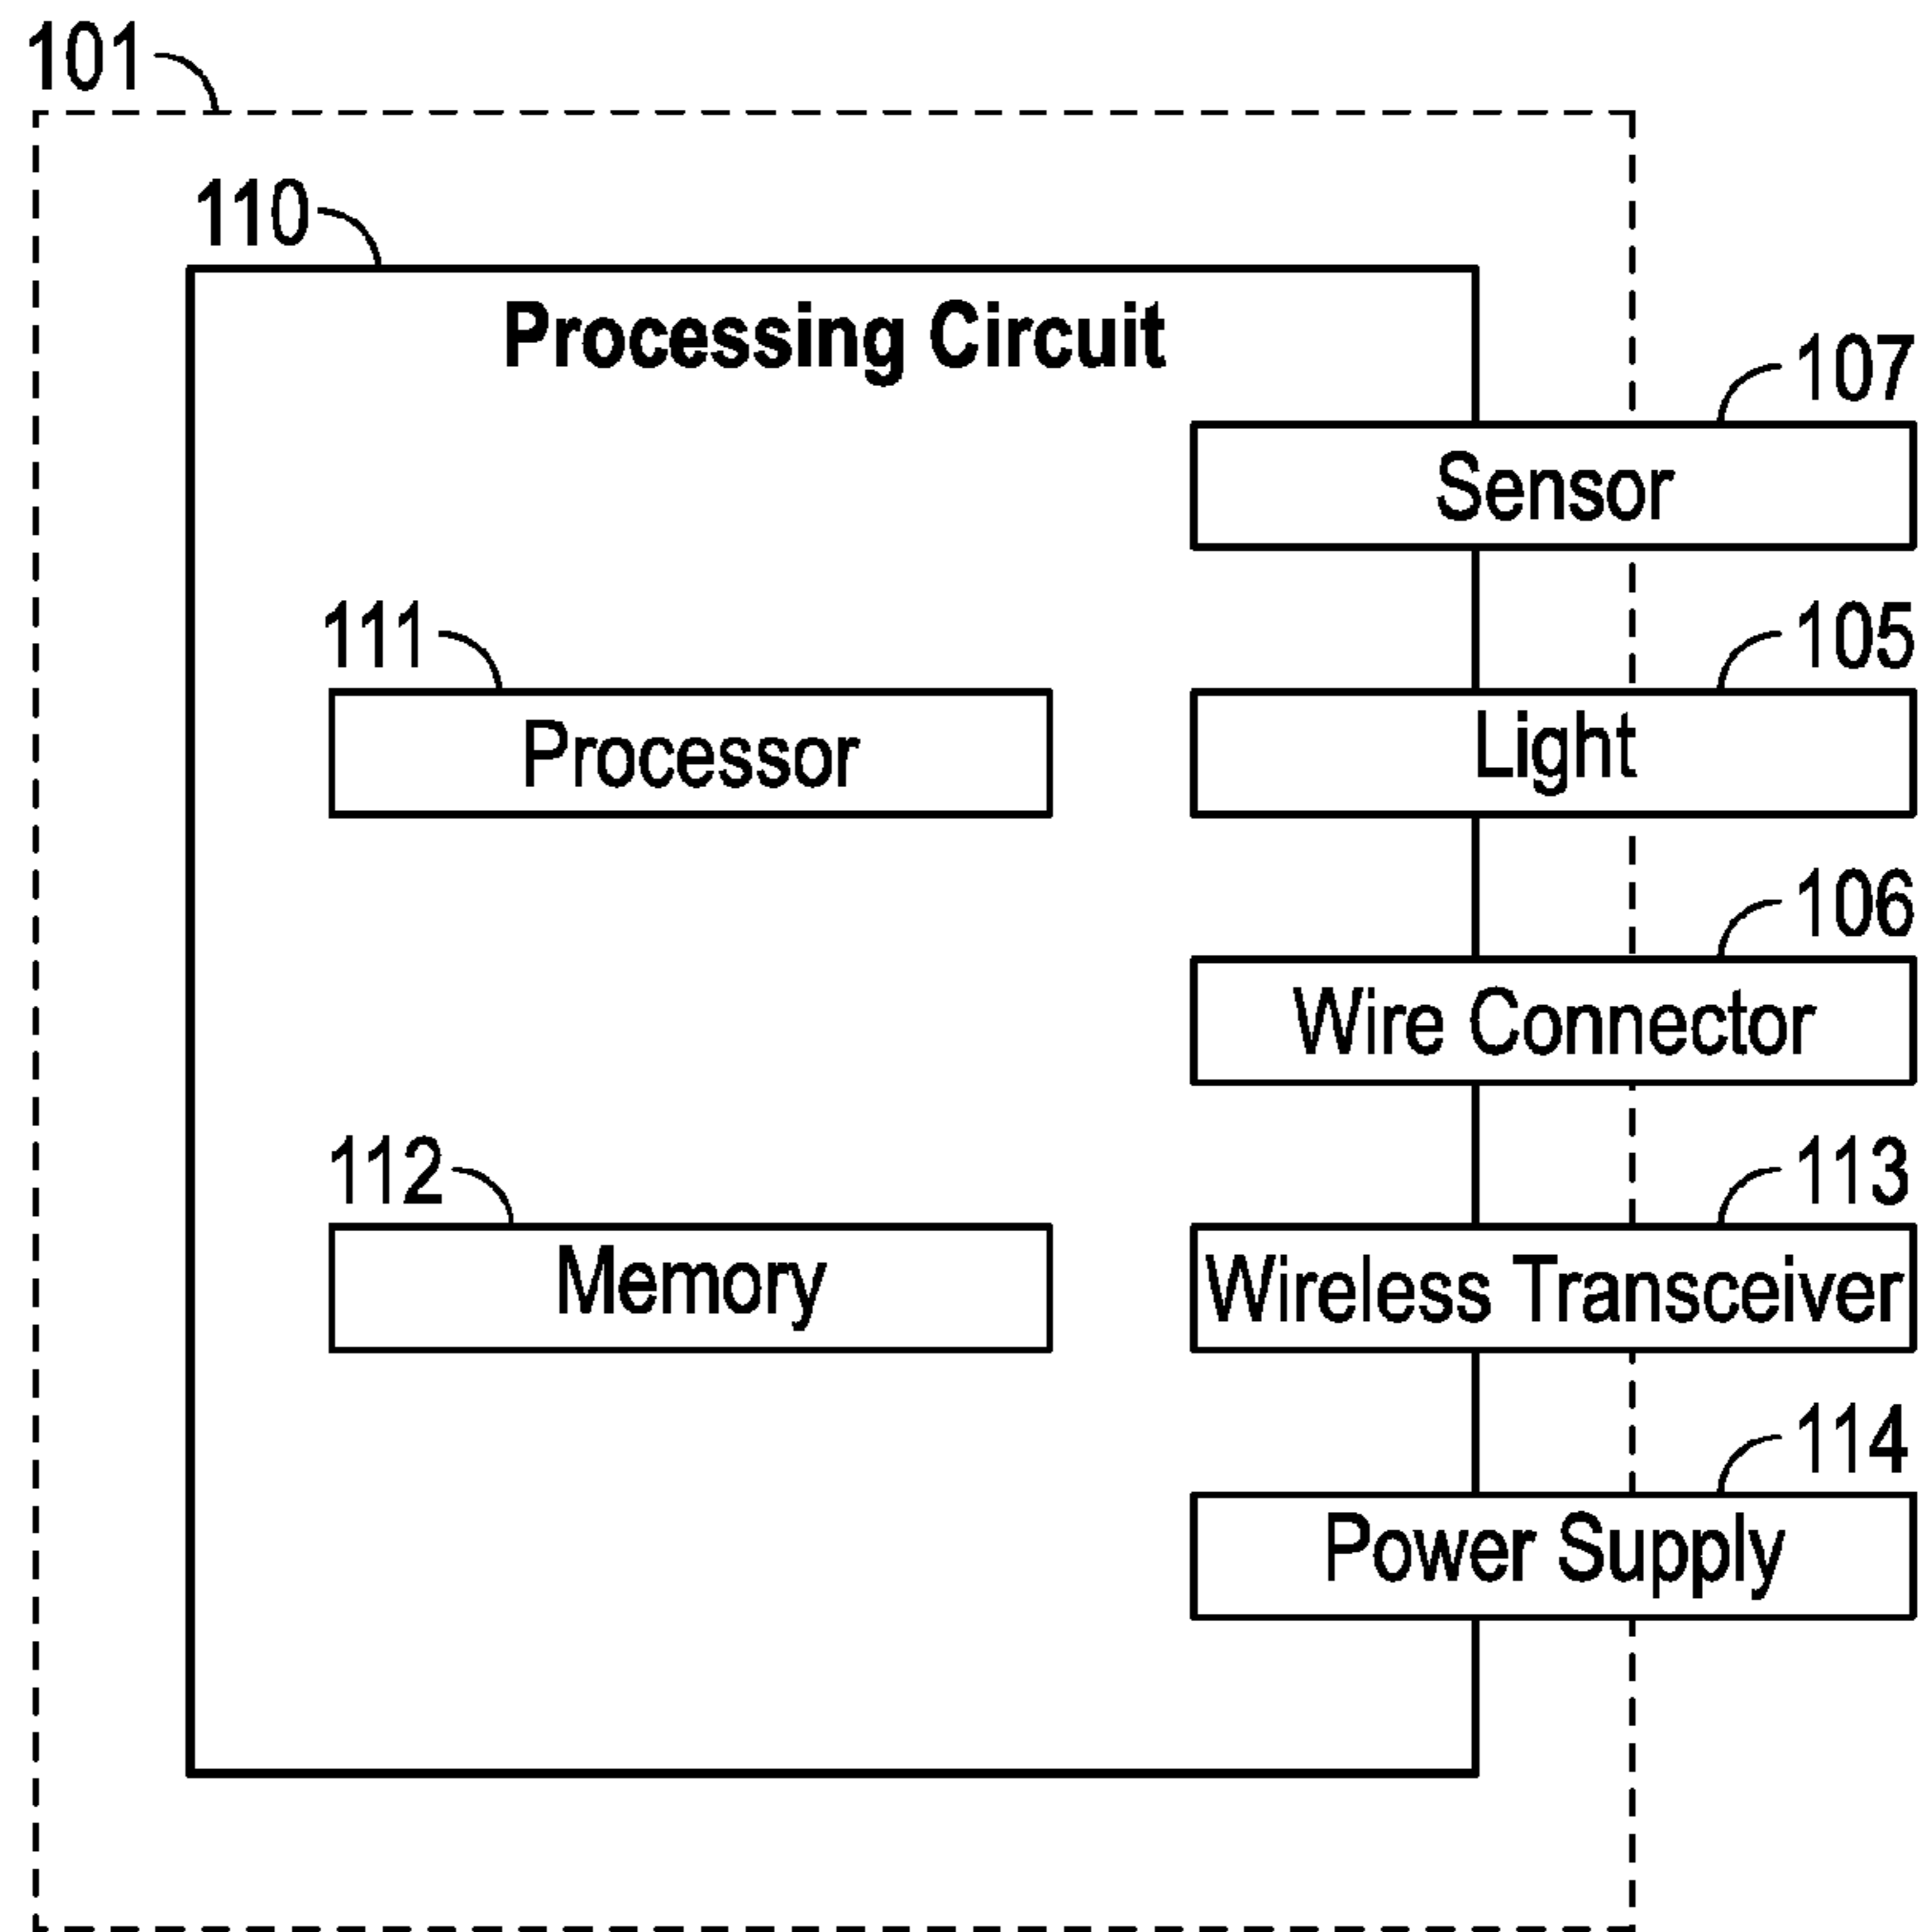 101
110
Processing Circuit
107
Sensor
111
105
Processor
Light
106
Wire Connector
112
113
Memory
Wireless Transceiver
114
Power Supply